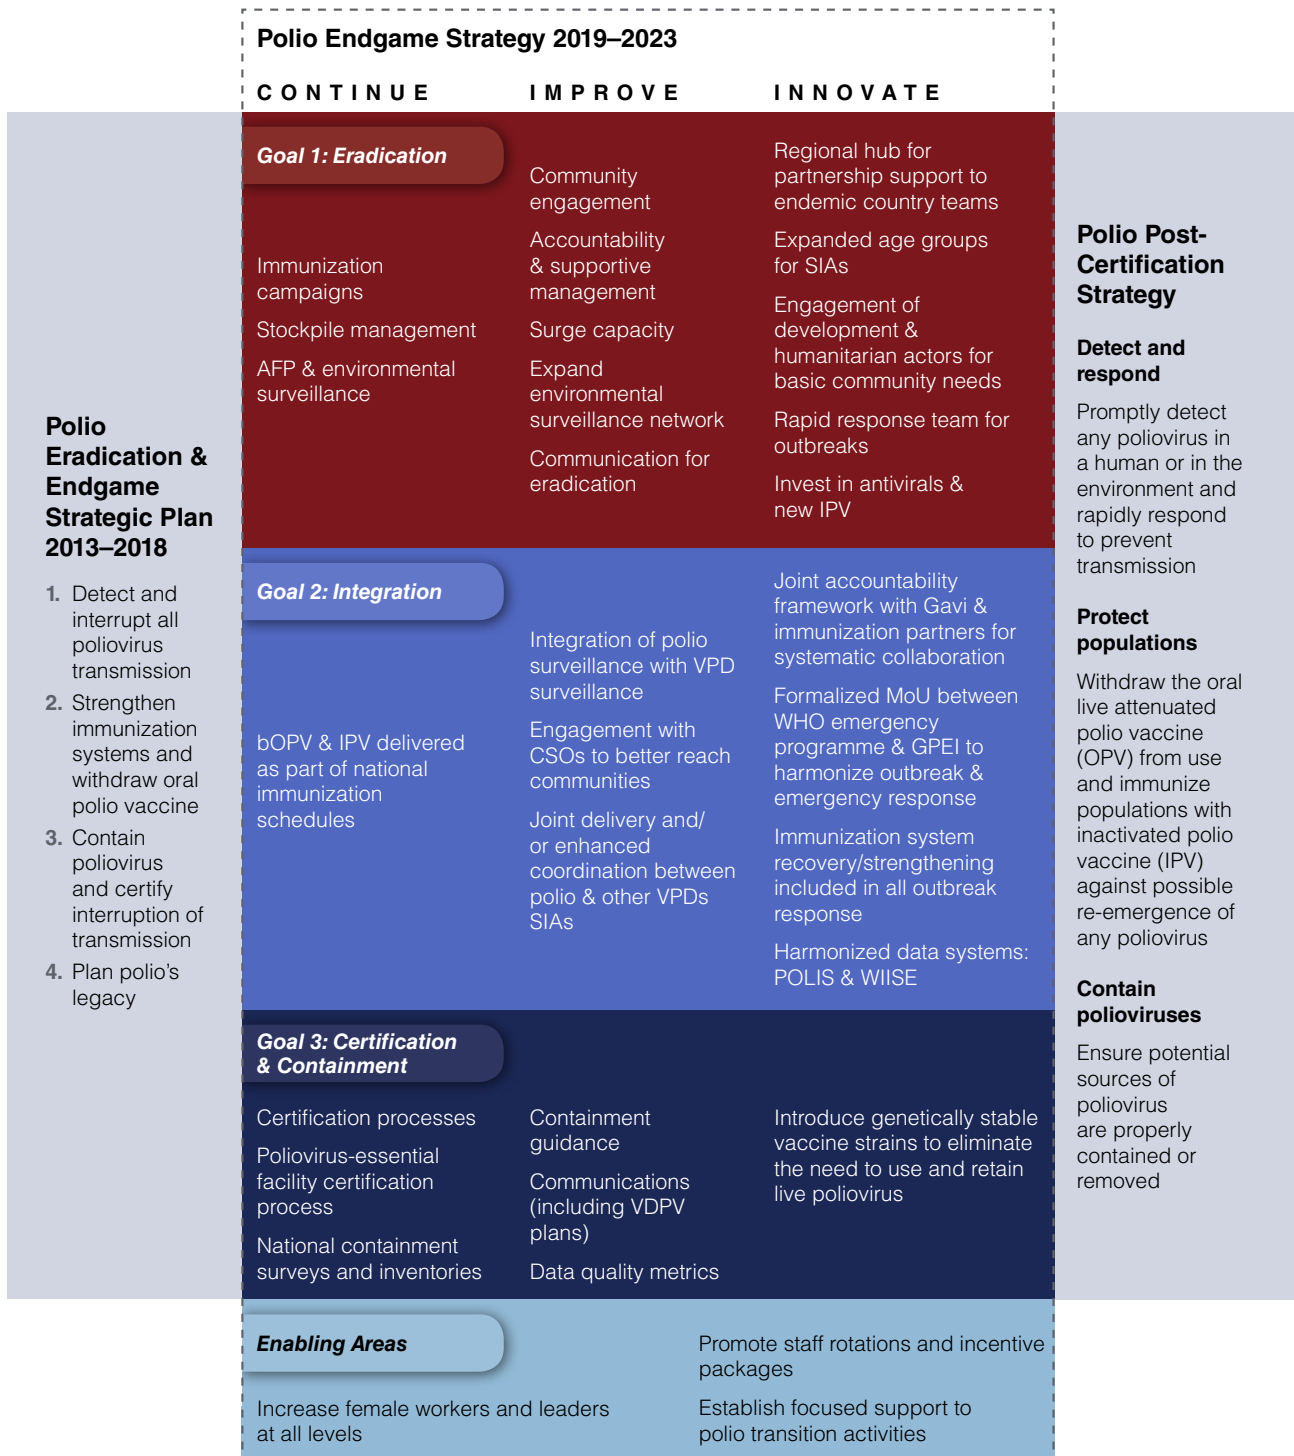 Polio Endgame Strategy 2019–2023
CONTINUE
IMPROVE
INNOVATE
Polio
Eradication &
Endgame
Strategic Plan
2013–2018
1. Detect and
interrupt all
poliovirus
transmission
2. Strengthen
immunization
systems and
withdraw oral
polio vaccine
3. Contain
poliovirus
and certify
interruption of
transmission
4. Plan polio's
legacy
Goal 1: Eradication
Immunization
campaigns
Stockpile management
AFP & environmental
surveillance
Community
engagement
Accountability
& supportive
management
Surge capacity
Expand
environmental
surveillance network
Communication for
eradication
Regional hub for
partnership support to
endemic country teams
Expanded age groups
for SIAs
Engagement of
development &
humanitarian actors for
basic community needs
Rapid response team for
outbreaks
Invest in antivirals &
new IPV
Goal 2: Integration
bOPV & IPV delivered
as part of national
immunization
schedules
Integration of polio
surveillance with VPD
surveillance
Engagement with
CSOs to better reach
communities
Joint delivery and/
or enhanced
coordination between
polio & other VPDs
SIAs
Joint accountability
framework with Gavi &
immunization partners for
systematic collaboration
Formalized MoU between
WHO emergency
programme & GPEI to
harmonize outbreak &
emergency response
Immunization system
recovery/strengthening
included in all outbreak
response
Harmonized data systems:
POLIS & WIISE
Goal 3: Certification
& Containment
Certification processes
Poliovirus-essential
facility certification
process
National containment
surveys and inventories
Containment
guidance
Communications
(including VDPV
plans)
Data quality metrics
Introduce genetically stable
vaccine strains to eliminate
the need to use and retain
live poliovirus
Enabling Areas
Increase female workers and leaders
at all levels
Promote staff rotations and incentive
packages
Establish focused support to
polio transition activities
Polio Post-
Certification
Strategy
Detect and
respond
Promptly detect
any poliovirus in
a human or in the
environment and
rapidly respond
to prevent
transmission
Protect
populations
Withdraw the oral
live attenuated
polio vaccine
(OPV) from use
and immunize
populations with
inactivated polio
vaccine (IPV)
against possible
re-emergence of
any poliovirus
Contain
polioviruses
Ensure potential
sources of
poliovirus
are properly
contained or
removed